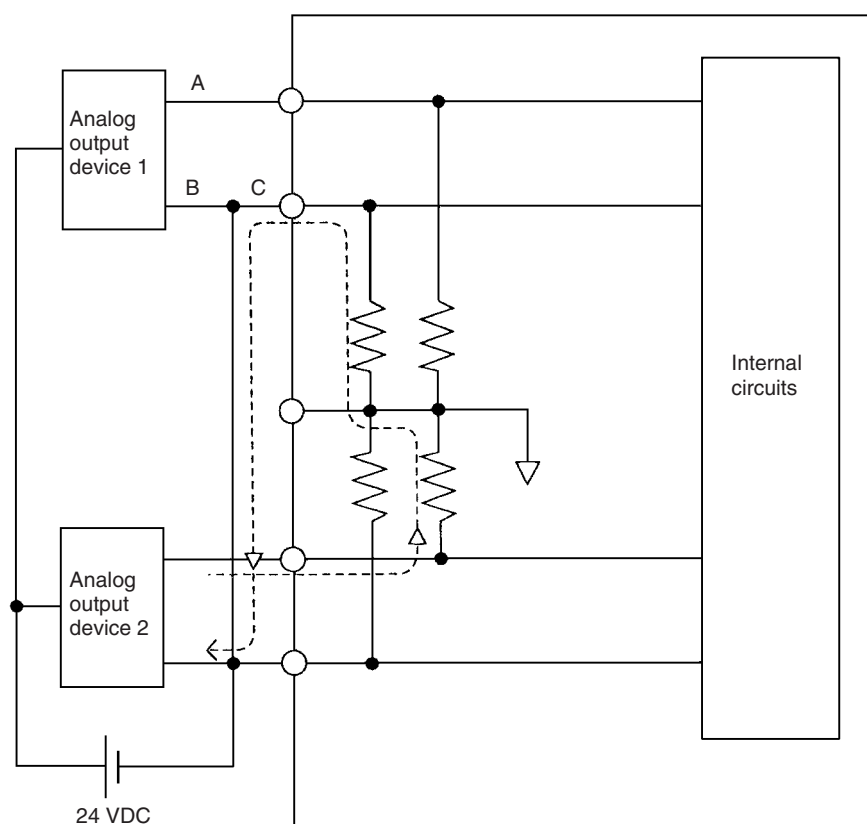 A
Analog
output
device 1
B
C
Internal
circuits
Analog
output
device 2
24 VDC